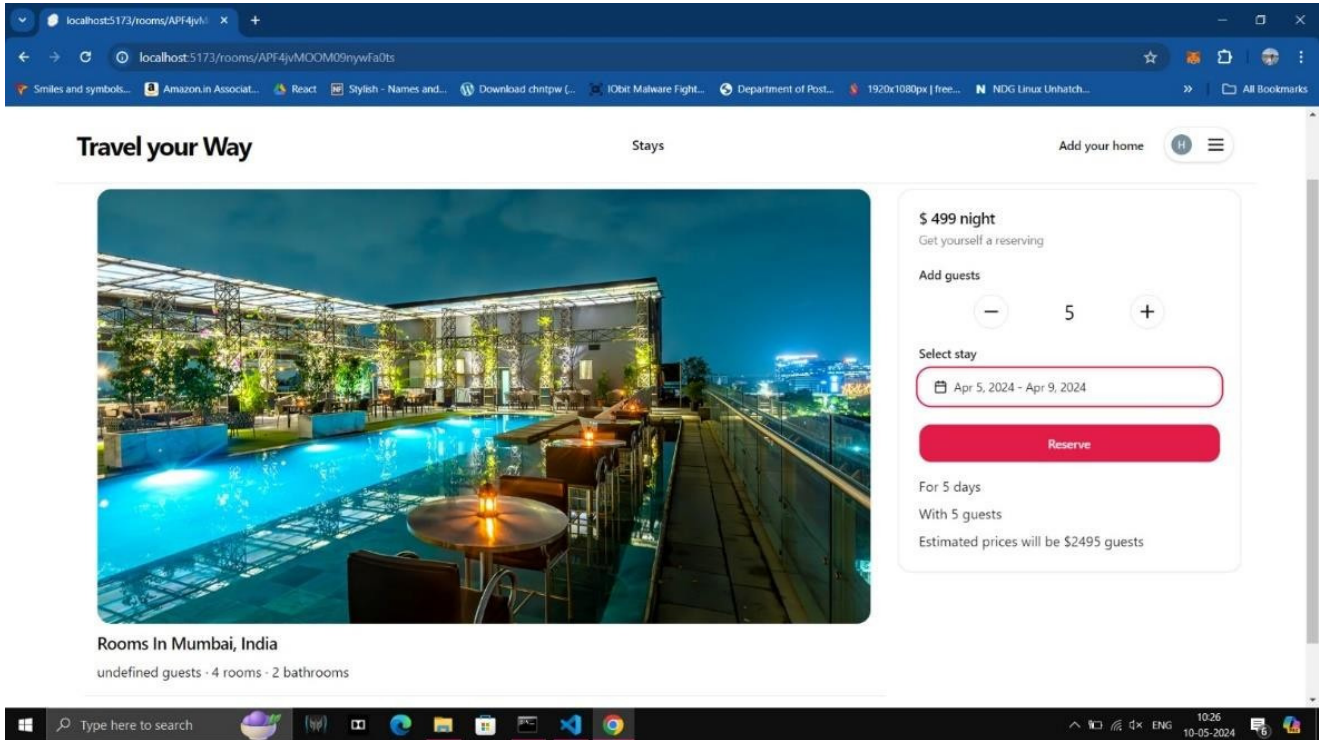 localhost:5173/rooms/APF4jvM
localhost:5173/rooms/APF4jvMOOM09nywFa0ts
Smiles and symbols... Amazon.in Associat... React Stylish - Names and... Download chntpw (... IObit Malware Fight... Department of Post... 1920x1080px | free... NDG Linux Unhatch... » All Bookmarks
Travel your Way Stays Add your home H
$ 499 night
Get yourself a reserving
Add guests
− 5 +
Select stay
Apr 5, 2024 - Apr 9, 2024
Reserve
For 5 days
With 5 guests
Estimated prices will be $2495 guests
Rooms In Mumbai, India
undefined guests · 4 rooms · 2 bathrooms
Type here to search ENG 10:26
10-05-2024 6